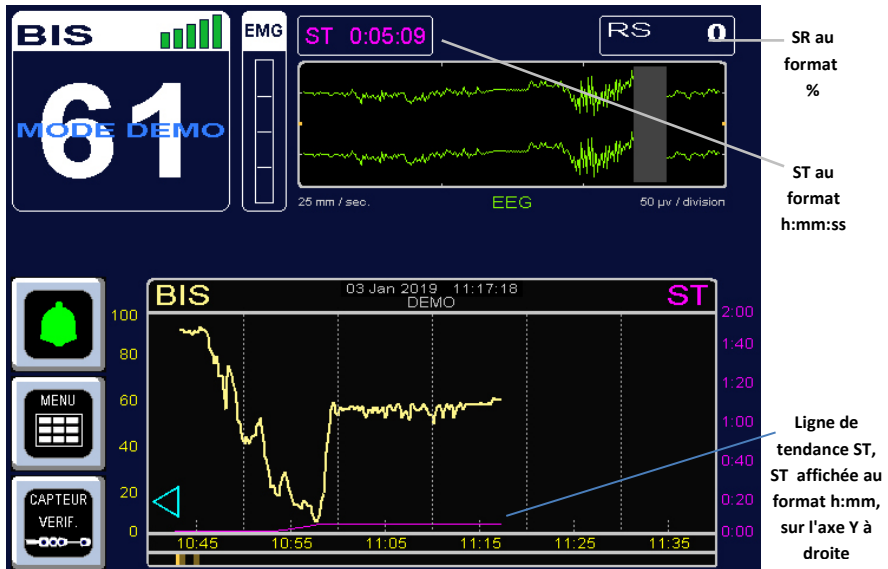 BIS
EMG
ST 0:05:09
RS 0
61
MODE DEMO
25 mm / sec.
EEG
50 µv / division
SR au
format
%
ST au
format
h:mm:ss
BIS
03 Jan 2019 11:17:18
DEMO
ST
100
80
60
40
20
0
2:00
1:40
1:20
1:00
0:40
0:20
0:00
10:45
10:55
11:05
11:15
11:25
11:35
MENU
CAPTEUR
VERIF.
Ligne de
tendance ST,
ST affichée au
format h:mm,
sur l'axe Y à
droite